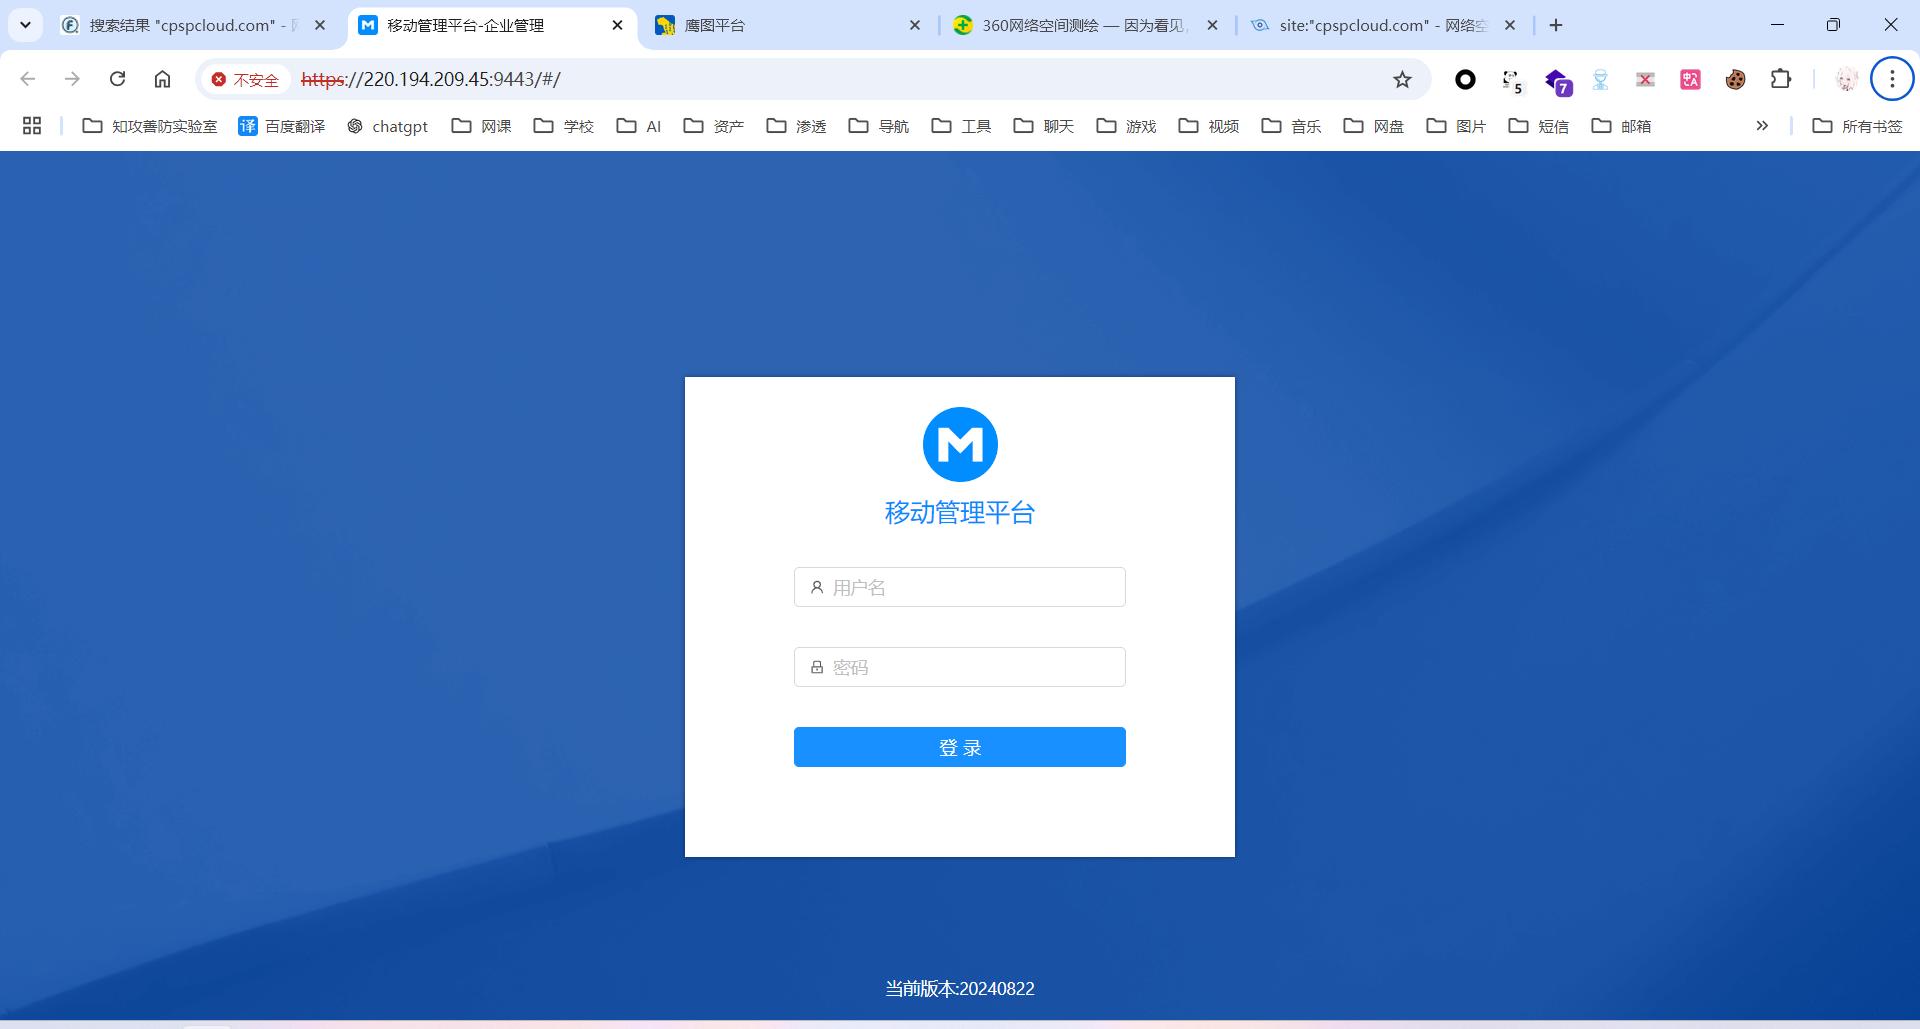 搜索结果 "cpspcloud.com" -
移动管理平台-企业管理
鹰图平台
360网络空间测绘 — 因为看见,
site:"cpspcloud.com" - 网络空
不安全
https://220.194.209.45:9443/#/
5
7
知攻善防实验室
译 百度翻译
chatgpt
网课
学校
AI
资产
渗透
导航
工具
聊天
游戏
视频
音乐
网盘
图片
短信
邮箱
所有书签
移动管理平台
用户名
密码
登 录
当前版本:20240822